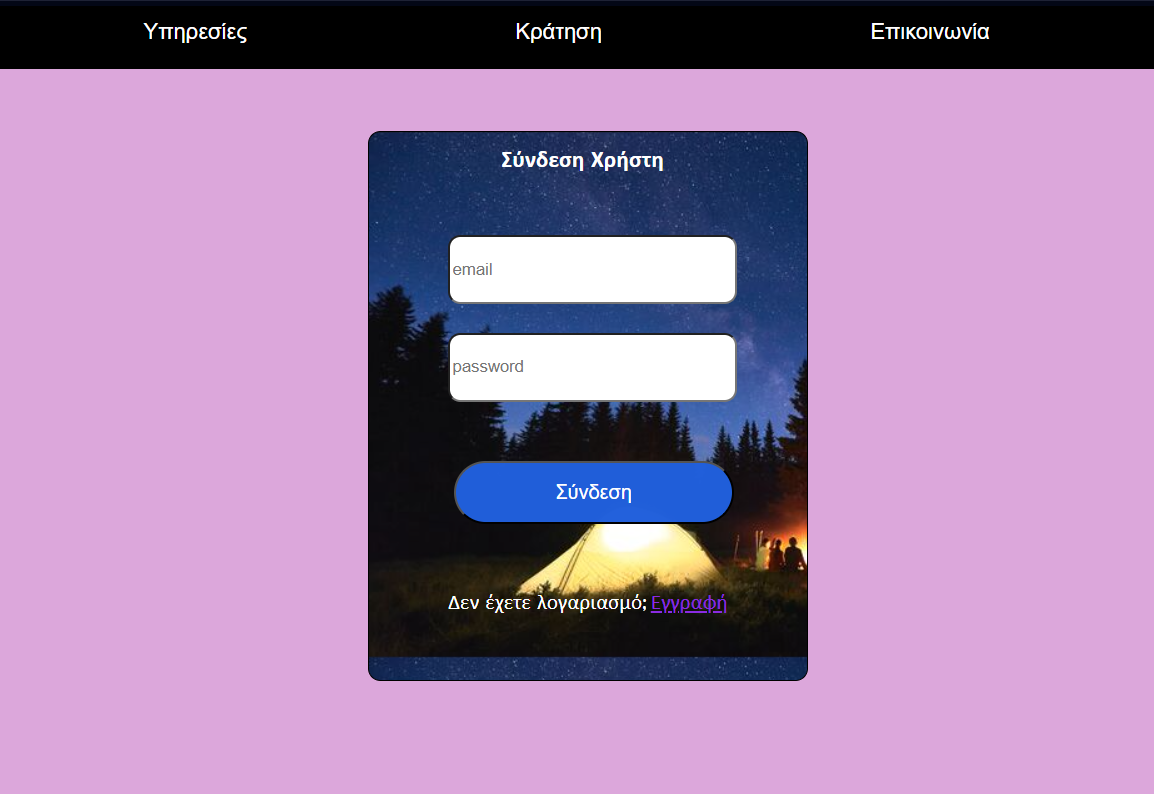 Υπηρεσίες Κράτηση Επικοινωνία
Σύνδεση Χρήστη
email
password
Σύνδεση
Δεν έχετε λογαριασμό; Εγγραφή